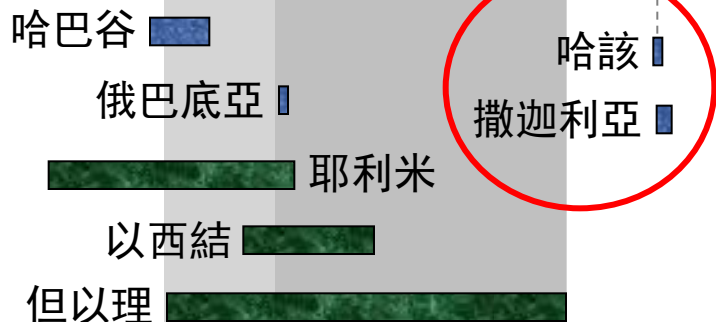 哈巴谷
哈該
俄巴底亞
撒迦利亞
耶利米
以西結
但以理